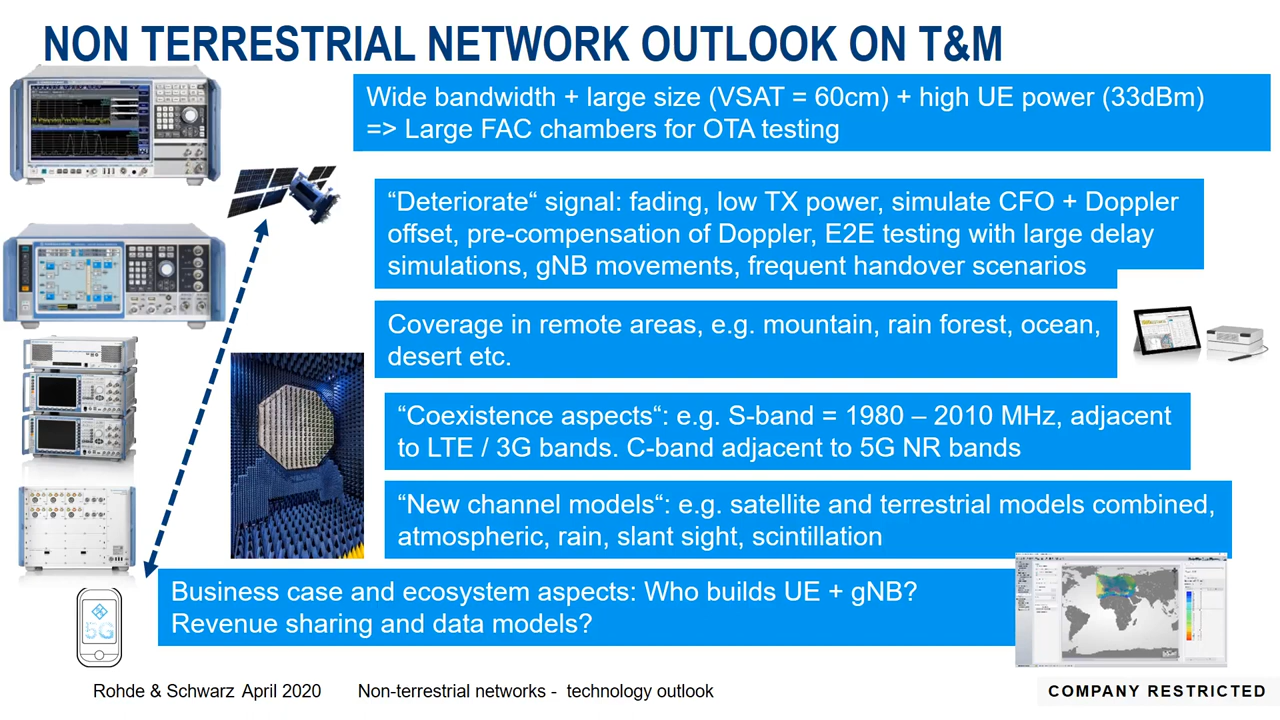 NON TERRESTRIAL NETWORK OUTLOOK ON T&M
Wide bandwidth + large size (VSAT = 60cm) + high UE power (33dBm)
=> Large FAC chambers for OTA testing
“Deteriorate“ signal: fading, low TX power, simulate CFO + Doppler
offset, pre-compensation of Doppler, E2E testing with large delay
simulations, gNB movements, frequent handover scenarios
Coverage in remote areas, e.g. mountain, rain forest, ocean,
desert etc.
“Coexistence aspects“: e.g. S-band = 1980 – 2010 MHz, adjacent
to LTE / 3G bands. C-band adjacent to 5G NR bands
“New channel models“: e.g. satellite and terrestrial models combined,
atmospheric, rain, slant sight, scintillation
Business case and ecosystem aspects: Who builds UE + gNB?
Revenue sharing and data models?
5G
Rohde & Schwarz April 2020 Non-terrestrial networks - technology outlook
COMPANY RESTRICTED